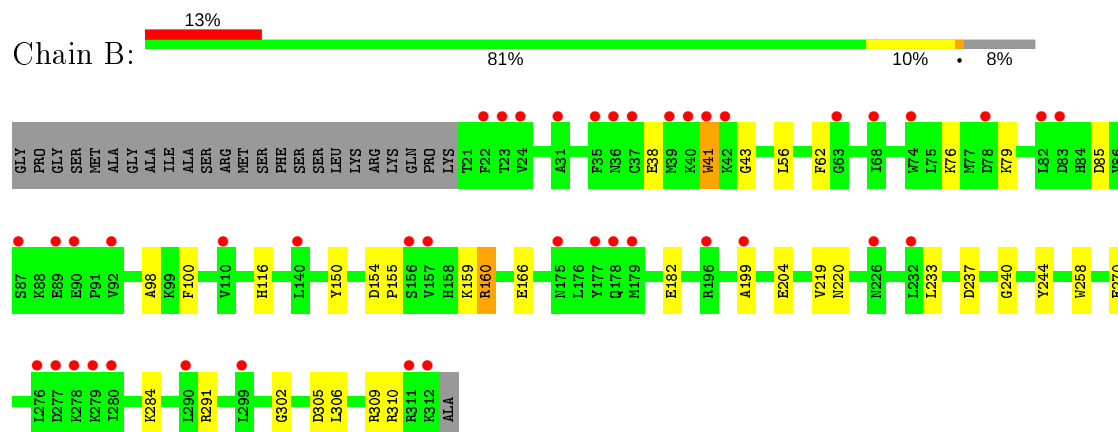 13%
Chain B:
81% 10% • 8%
GLY PRO GLY SER MET ALA GLY ALA ILE ALA SER ARG MET SER PHE SER SER LEU LYS ARG LYS GLN PRO LYS T21 F22 T23 V24 A31 F35 N36 C37 E38 M39 K40 W41 K42 G43 L56 F62 G63 I68 W74 L75 K76 M77 D78 K79 L82 D83 H84 D85 V86
S87 K88 E89 E90 P91 V92 A98 K99 F100 V110 H116 L140 Y150 D154 P155 S156 V157 H158 K159 R160 E166 N175 L176 Y177 Q178 M179 E182 R196 A199 E204 V219 N220 N226 L232 L233 D237 G240 Y244 W258 E270
L276 D277 K278 K279 I280 K284 L290 R291 L299 G302 D305 L306 R309 R310 R311 K312 ALA